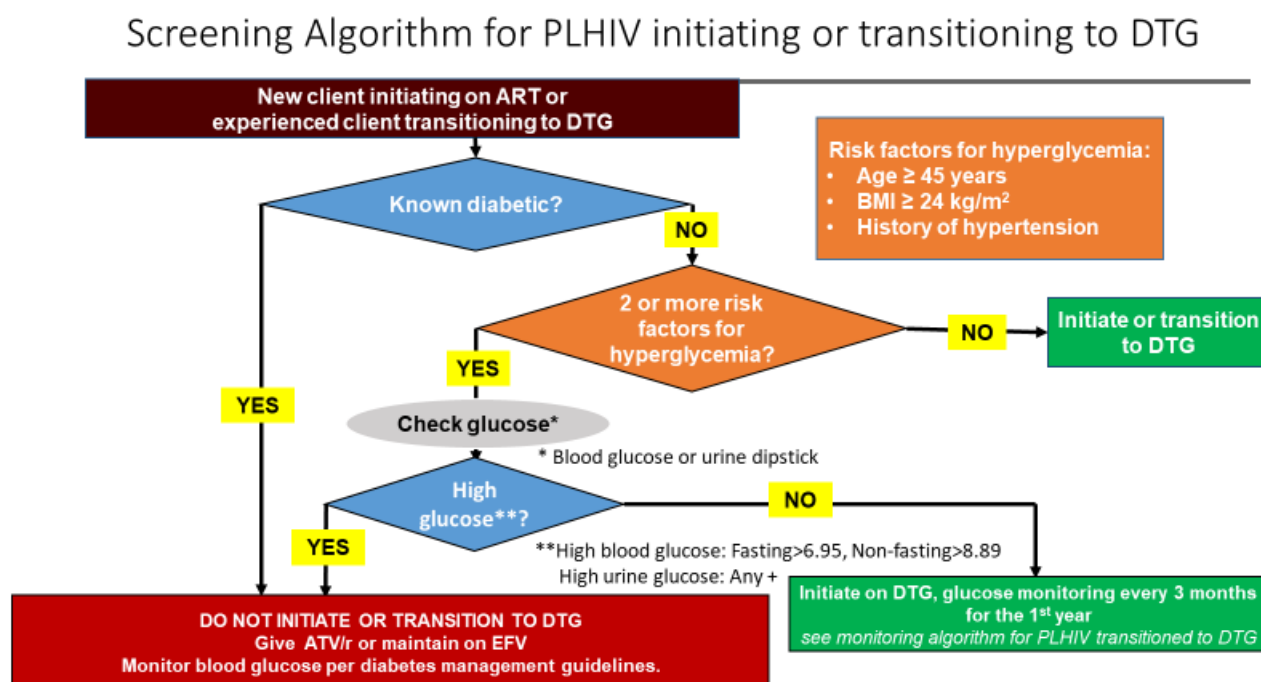 Screening Algorithm for PLHIV initiating or transitioning to DTG
New client initiating on ART or
experienced client transitioning to DTG
Risk factors for hyperglycemia:
• Age ≥ 45 years
• BMI ≥ 24 kg/m²
• History of hypertension
Known diabetic?
NO
2 or more risk
factors for
hyperglycemia?
NO
Initiate or transition
to DTG
YES
YES
Check glucose*
* Blood glucose or urine dipstick
High
glucose**?
NO
YES
**High blood glucose: Fasting>6.95, Non-fasting>8.89
High urine glucose: Any +
DO NOT INITIATE OR TRANSITION TO DTG
Give ATV/r or maintain on EFV
Monitor blood glucose per diabetes management guidelines.
Initiate on DTG, glucose monitoring every 3 months
for the 1st year
see monitoring algorithm for PLHIV transitioned to DTG